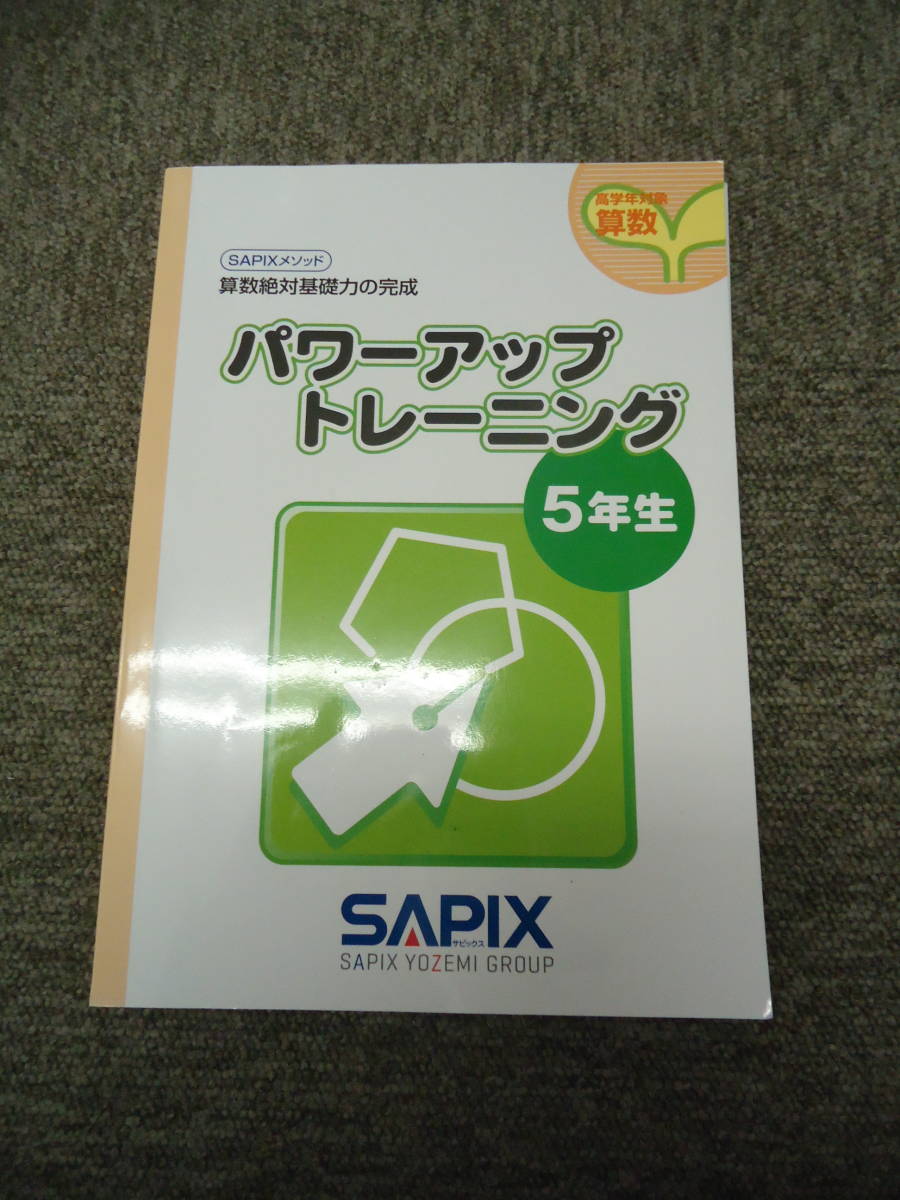 高学年対象
算数
SAPIXメソッド
算数絶対基礎力の完成
パワーアップ
トレーニング
5年生
SAPIX
サピックス
SAPIX YOZEMI GROUP